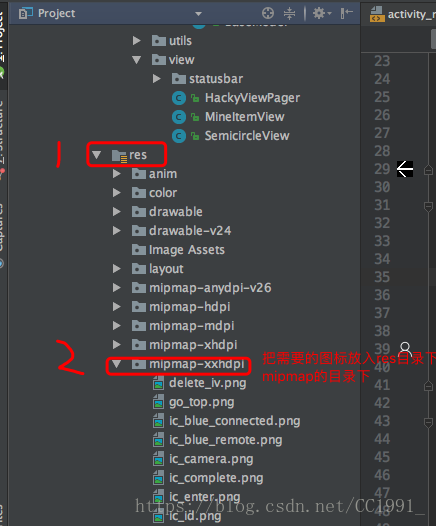 Project
activity_
utils
view
statusbar
HackyViewPager
MineItemView
SemicircleView
1
res
anim
color
drawable
drawable-v24
Image Assets
layout
mipmap-anydpi-v26
mipmap-hdpi
mipmap-mdpi
mipmap-xhdpi
2
mipmap-xxhdpi
把需要的图标放入res目录下
mipmap的目录下
delete_iv.png
go_top.png
ic_blue_connected.png
ic_blue_remote.png
ic_camera.png
ic_complete.png
ic_enter.png
ic_id.png
https://blog.csdn.net/CC1991_
23
24
25
26
27
28
29
30
31
32
33
34
35
36
37
38
39
40
41
42
43
44
45
46
47
48